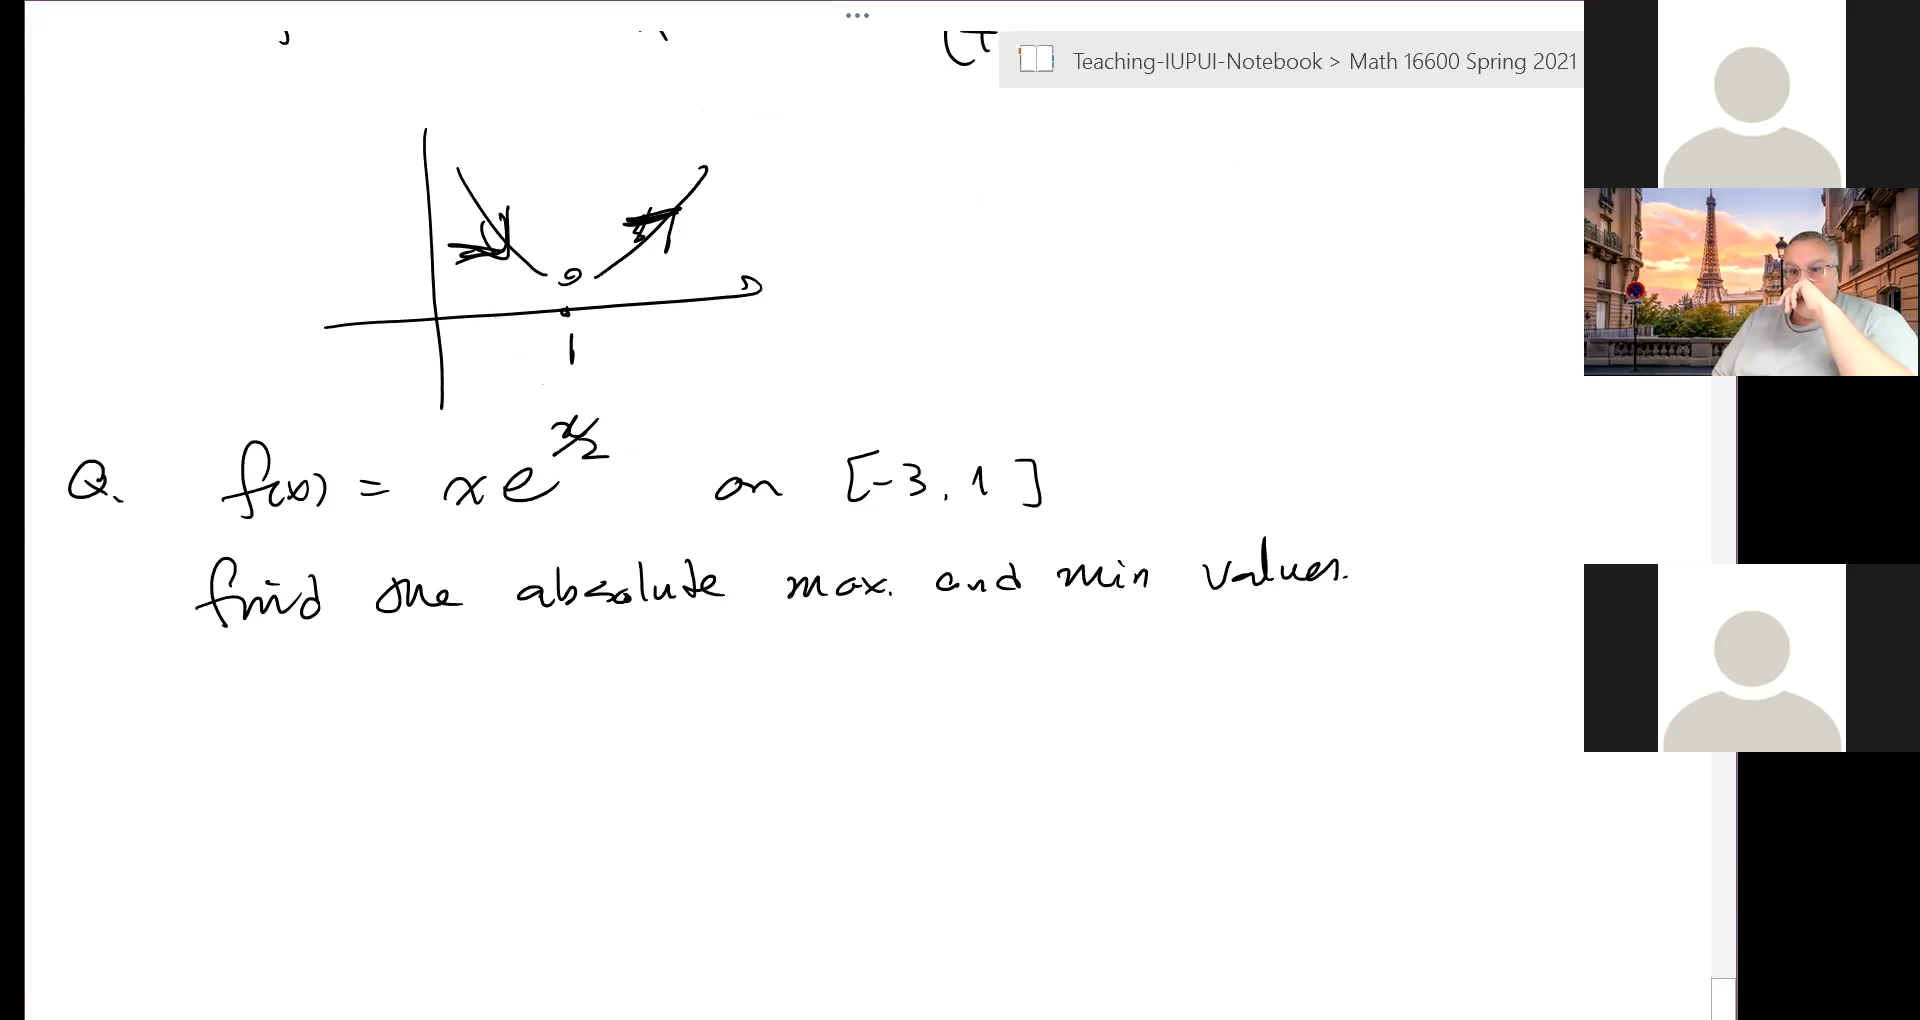 Teaching-IUPUI-Notebook > Math 16600 Spring 2021
1
Q. f(x) = xe^{x/2} on [-3, 1]
find the absolute max. and min values.